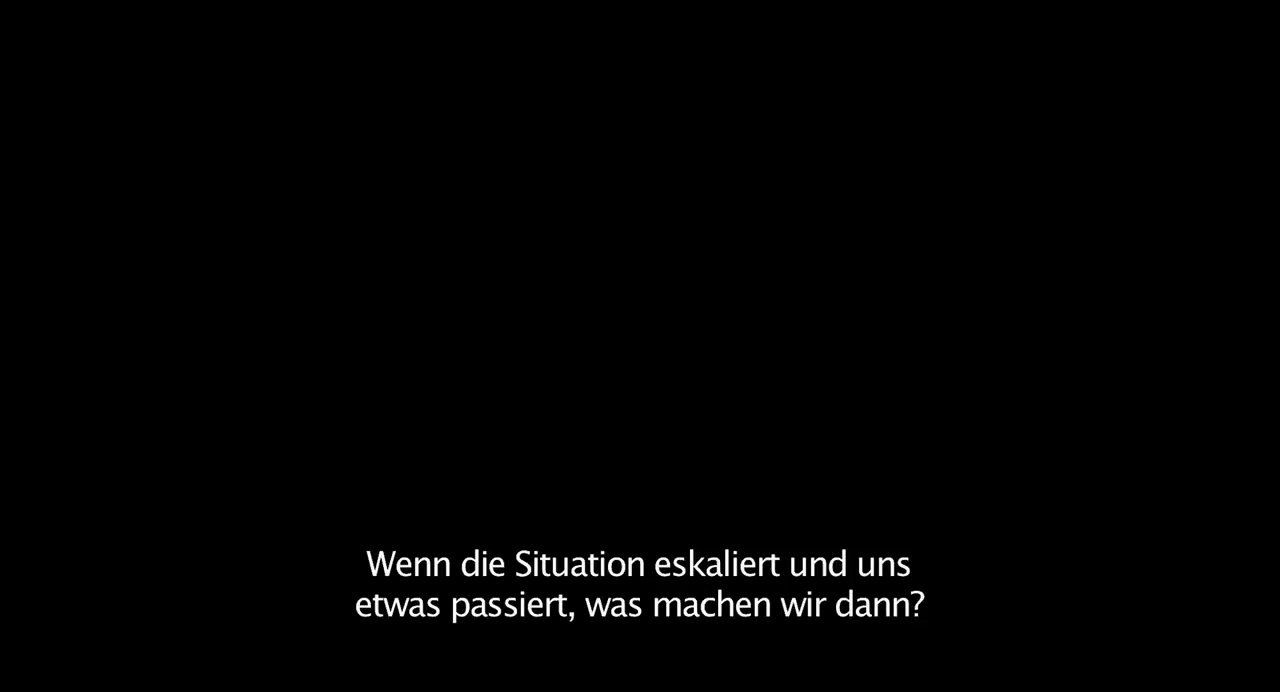 Wenn die Situation eskaliert und uns
etwas passiert, was machen wir dann?